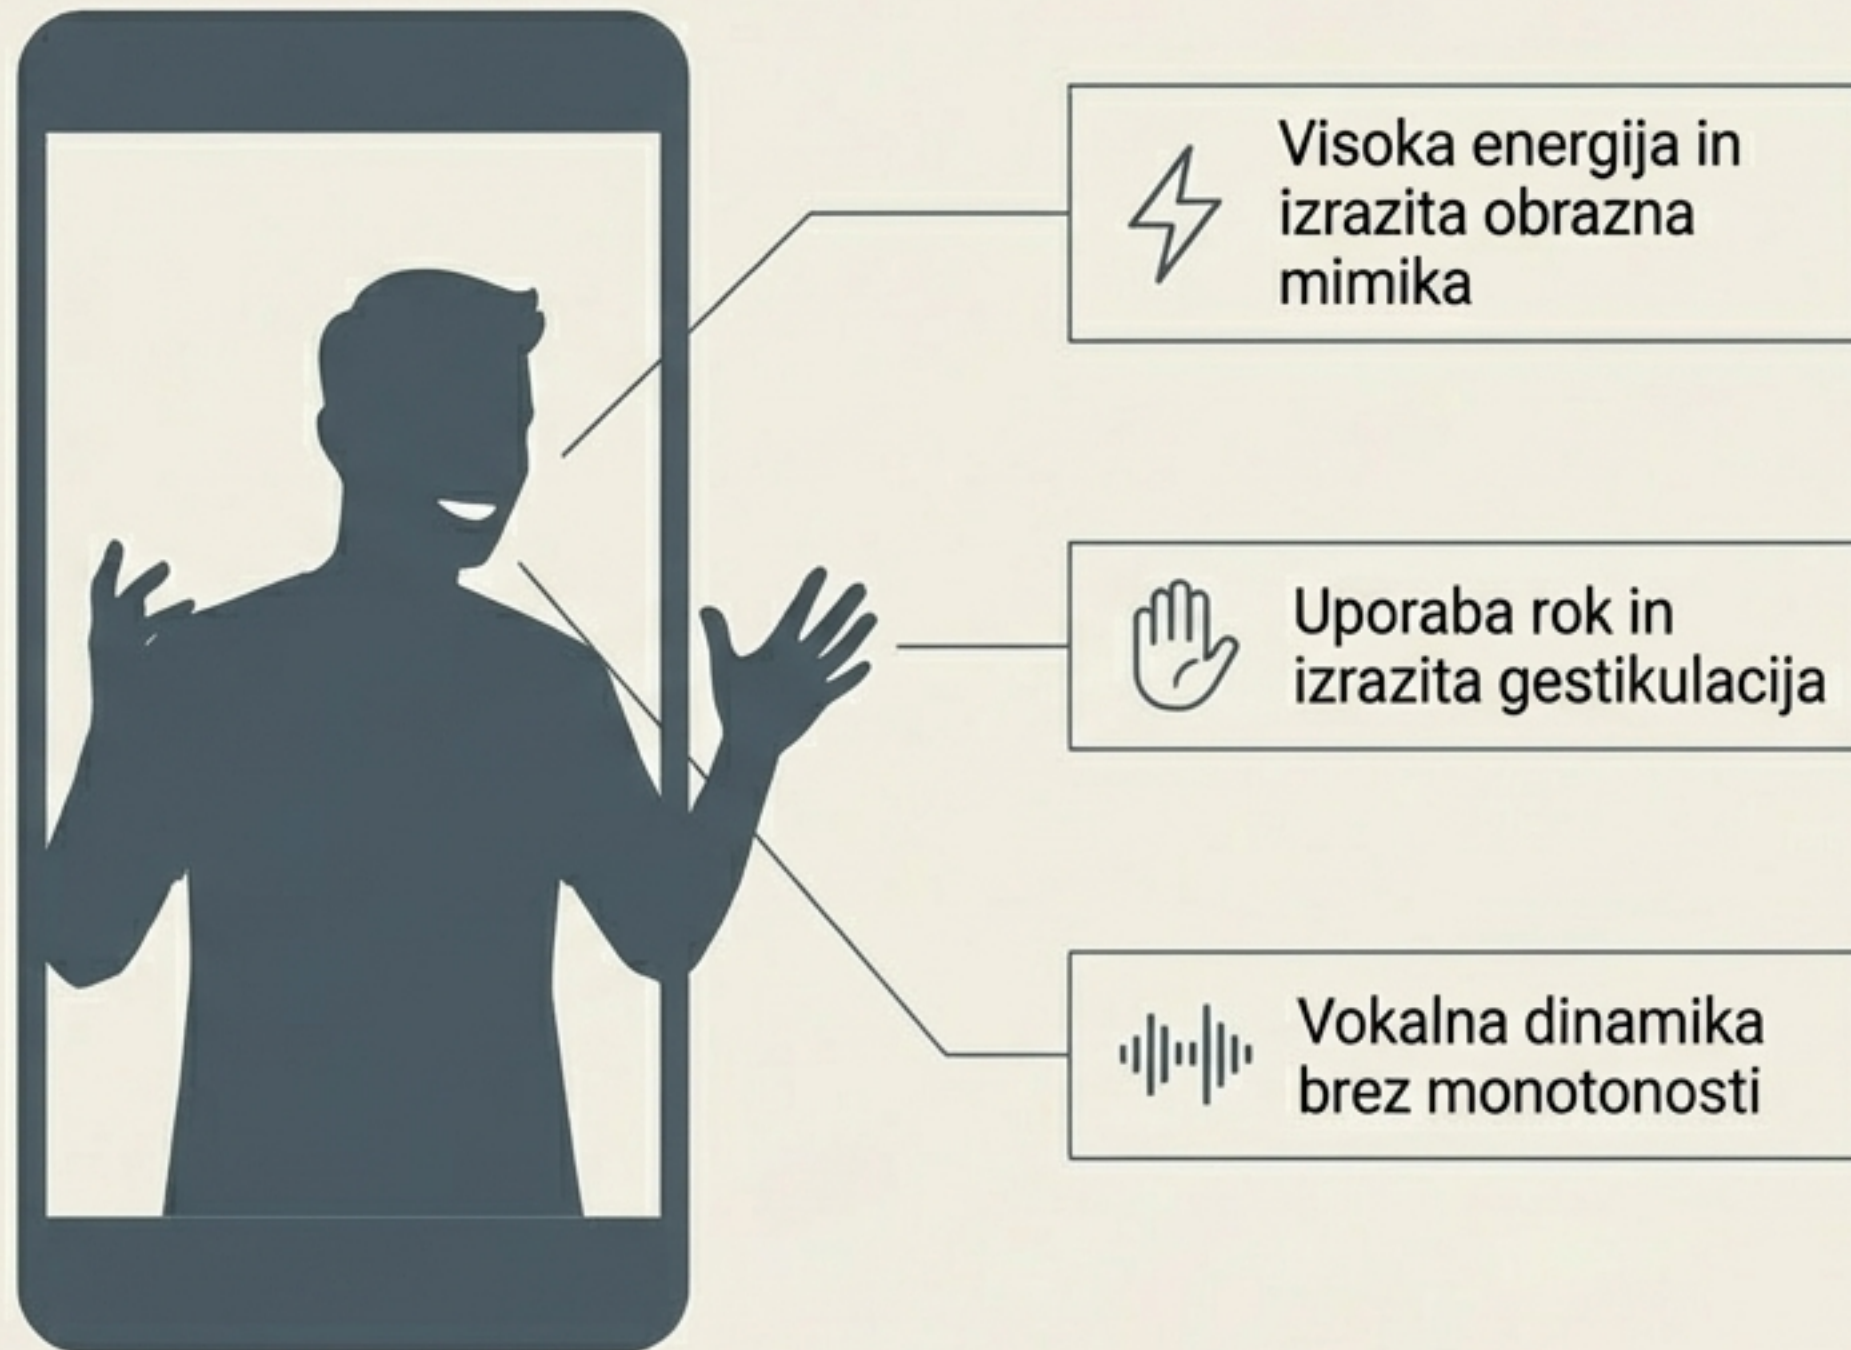 Visoka energija in
izrazita obrazna
mimika
Uporaba rok in
izrazita gestikulacija
Vokalna dinamika
brez monotonosti